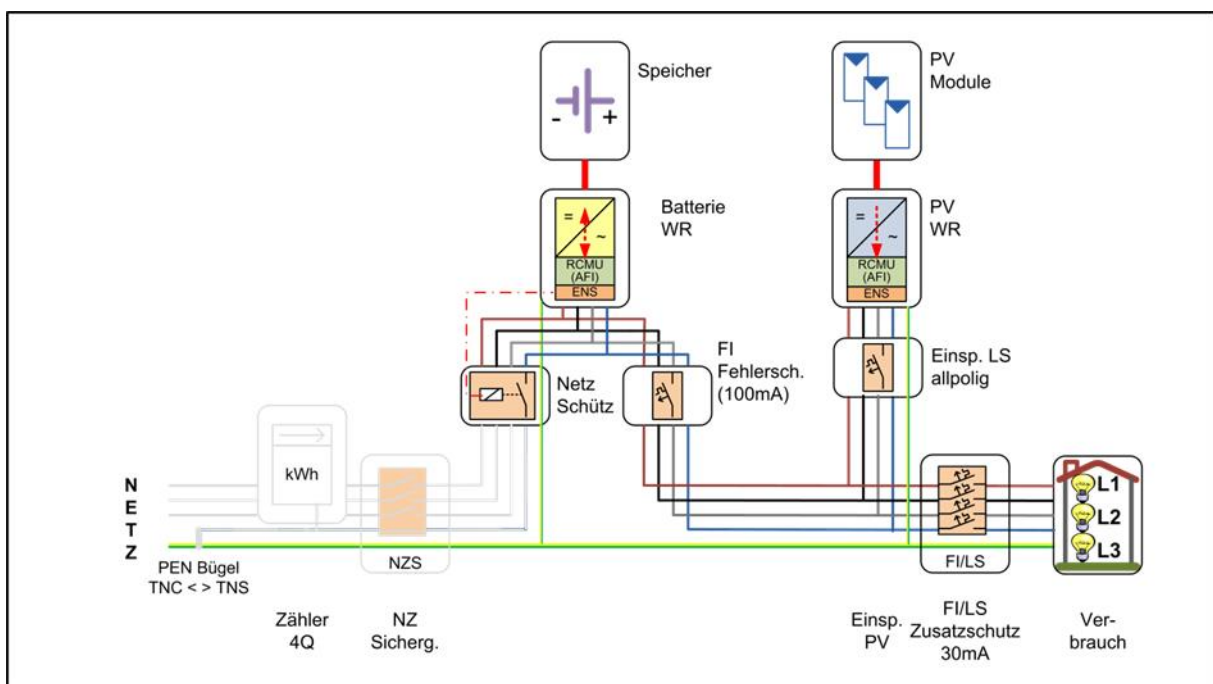 Speicher
- +
PV
Module
Batterie
WR
= ~
RCMU
(AFI)
ENS
PV
WR
= ~
RCMU
(AFI)
ENS
Netz
Schütz
FI
Fehlersch.
(100mA)
Einsp. LS
allpolig
kWh
N
E
T
Z
NZS
FI/LS
L1
L2
L3
PEN Bügel
TNC < > TNS
Zähler
4Q
NZ
Sicherg.
Einsp.
PV
FI/LS
Zusatzschutz
30mA
Ver-
brauch